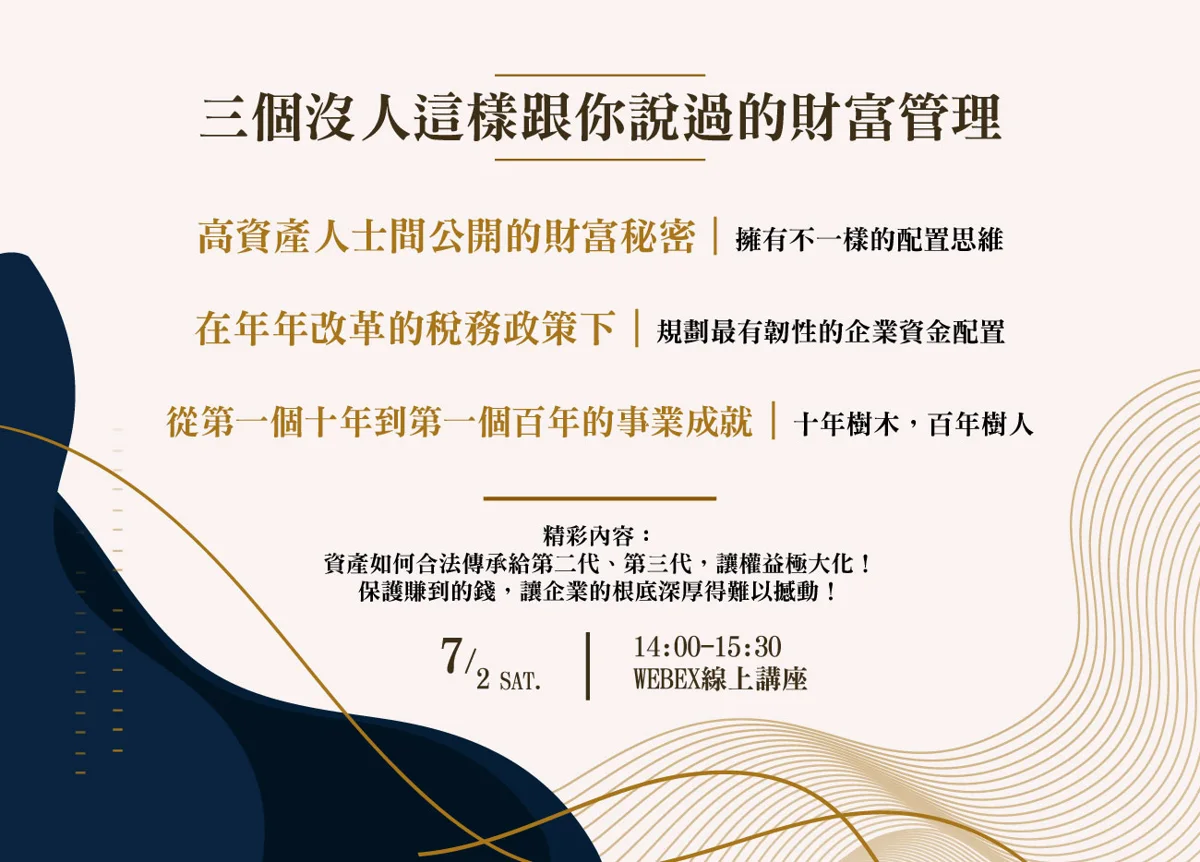 三個沒人這樣跟你說過的財富管理
高資產人士間公開的財富秘密｜擁有不一樣的配置思維
在年年改革的稅務政策下｜規劃最有韌性的企業資金配置
從第一個十年到第一個百年的事業成就｜十年樹木，百年樹人
精彩內容：
資產如何合法傳承給第二代、第三代，讓權益極大化！
保護賺到的錢，讓企業的根底深厚得難以撼動！
7/2 SAT.
14:00-15:30
WEBEX線上講座